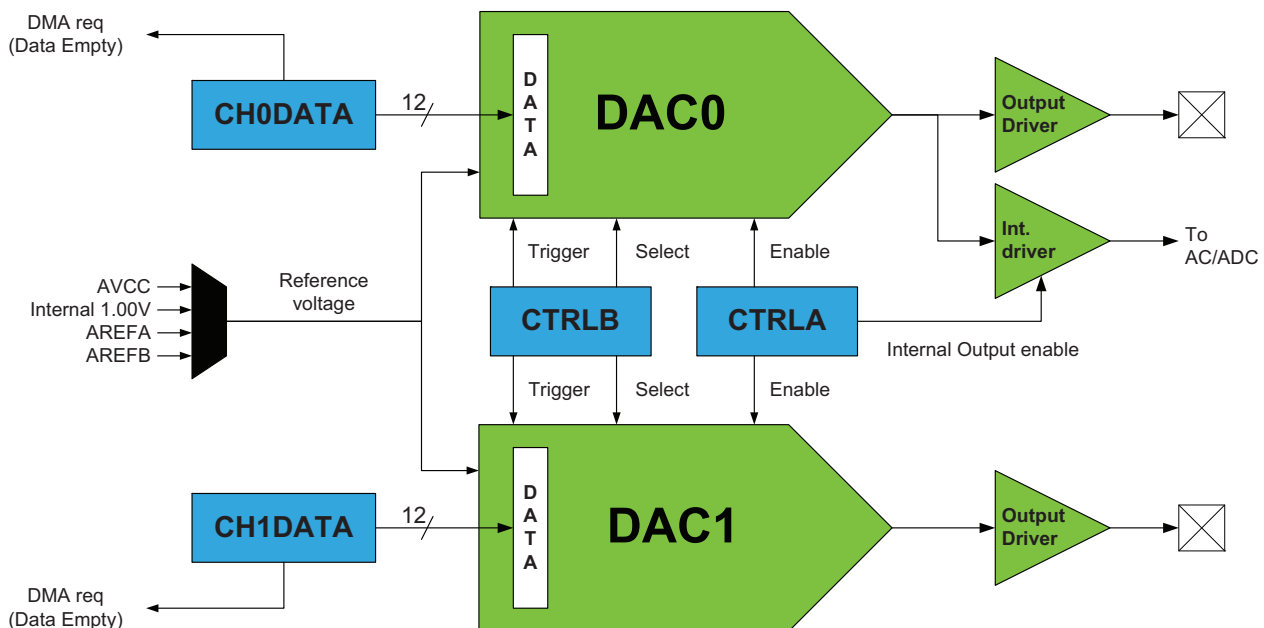 DMA req
(Data Empty)
CH0DATA
12
DATA
DAC0
Output
Driver
Int.
driver
To
AC/ADC
Trigger
Select
Enable
AVCC
Internal 1.00V
AREFA
AREFB
Reference
voltage
CTRLB
CTRLA
Internal Output enable
Trigger
Select
Enable
CH1DATA
12
DATA
DAC1
Output
Driver
DMA req
(Data Empty)